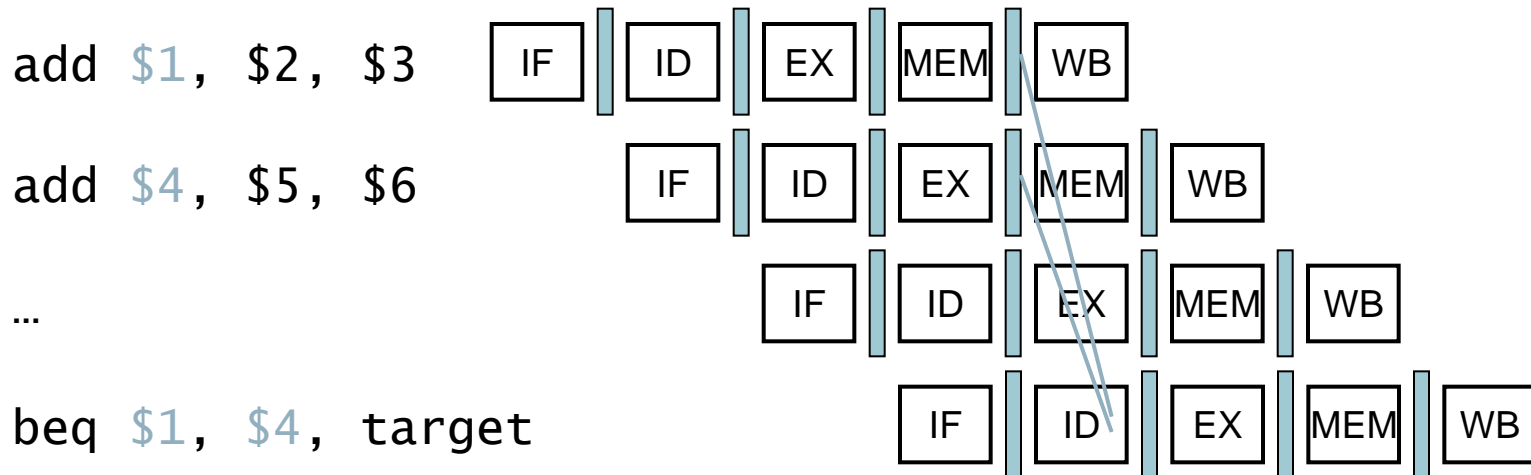 add $1, $2, $3 IF ID EX MEM WB
add $4, $5, $6 IF ID EX MEM WB
… IF ID EX MEM WB
beq $1, $4, target IF ID EX MEM WB